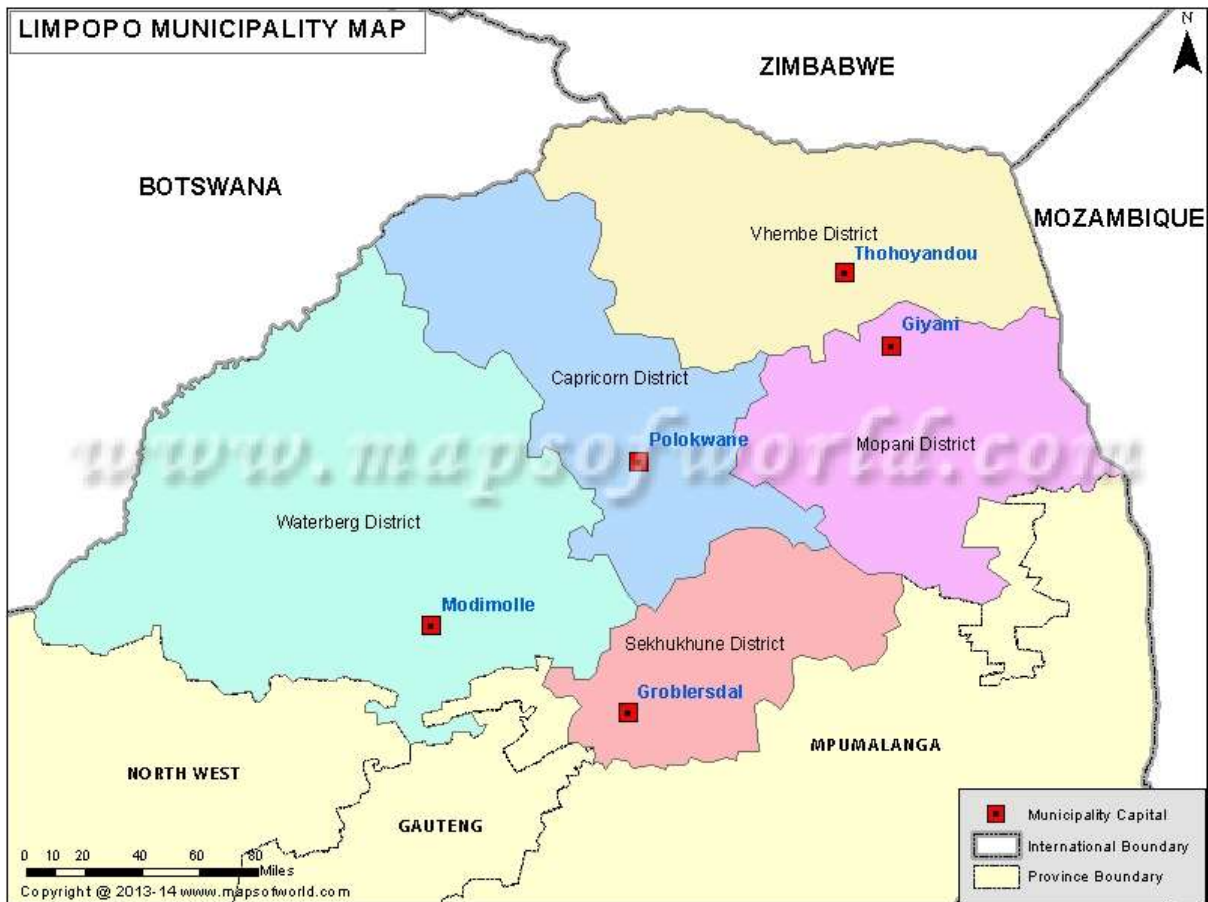 LIMPOPO MUNICIPALITY MAP
N
ZIMBABWE
BOTSWANA
MOZAMBIQUE
Vhembe District
Thohoyandou
Giyani
Capricorn District
Polokwane
Mopani District
www.mapsofworld.com
Waterberg District
Modimolle
Sekhukhune District
Groblersdal
MPUMALANGA
NORTH WEST
GAUTENG
0 10 20 40 60 80
Miles
Copyright @ 2013-14 www.mapsofworld.com
Municipality Capital
International Boundary
Province Boundary